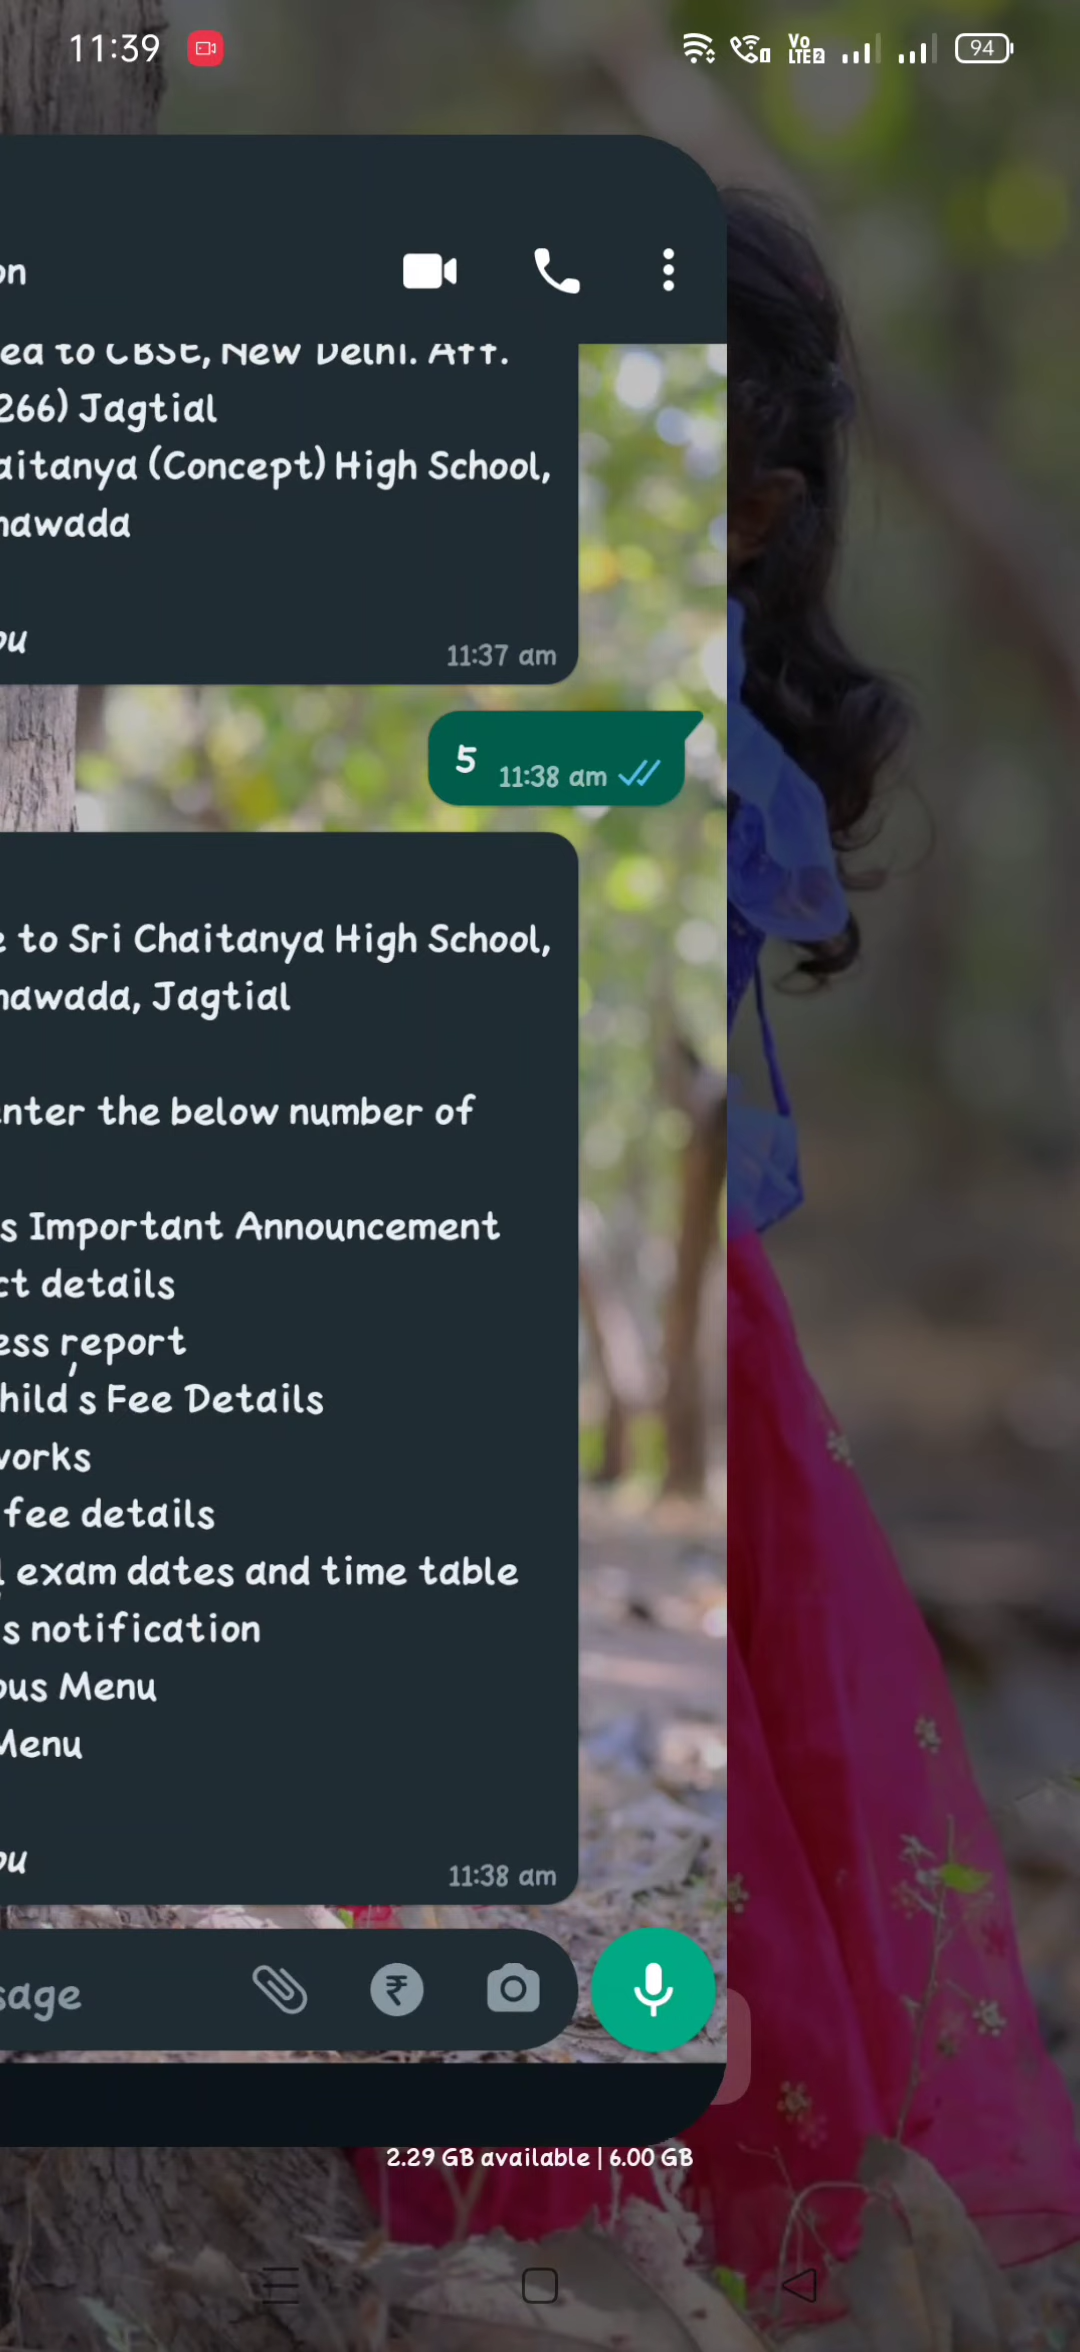 11:39
Vo
LTE2
94
on
ed to CBSE, New Delhi. Aff.
266) Jagtial
aitanya (Concept) High School,
nawada
ou
11:37 am
5 11:38 am
e to Sri Chaitanya High School,
nawada, Jagtial
nter the below number of
s Important Announcement
ct details
ess report
hild's Fee Details
works
fee details
l exam dates and time table
s notification
ous Menu
Menu
ou
11:38 am
sage
₹
2.29 GB available | 6.00 GB